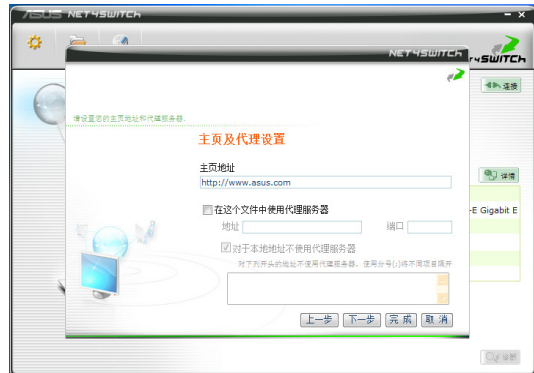 ASUS NET4SWITCH
NET4SWITCH
连接
请设置您的主页地址和代理服务器.
主页及代理设置
主页地址
http://www.asus.com
详情
-E Gigabit E
在这个文件中使用代理服务器
地址
端口
对于本地地址不使用代理服务器
对下列开头的地址不使用代理服务器, 使用分号(;)将不同项目隔开
上一步 下一步 完成 取消
诊断